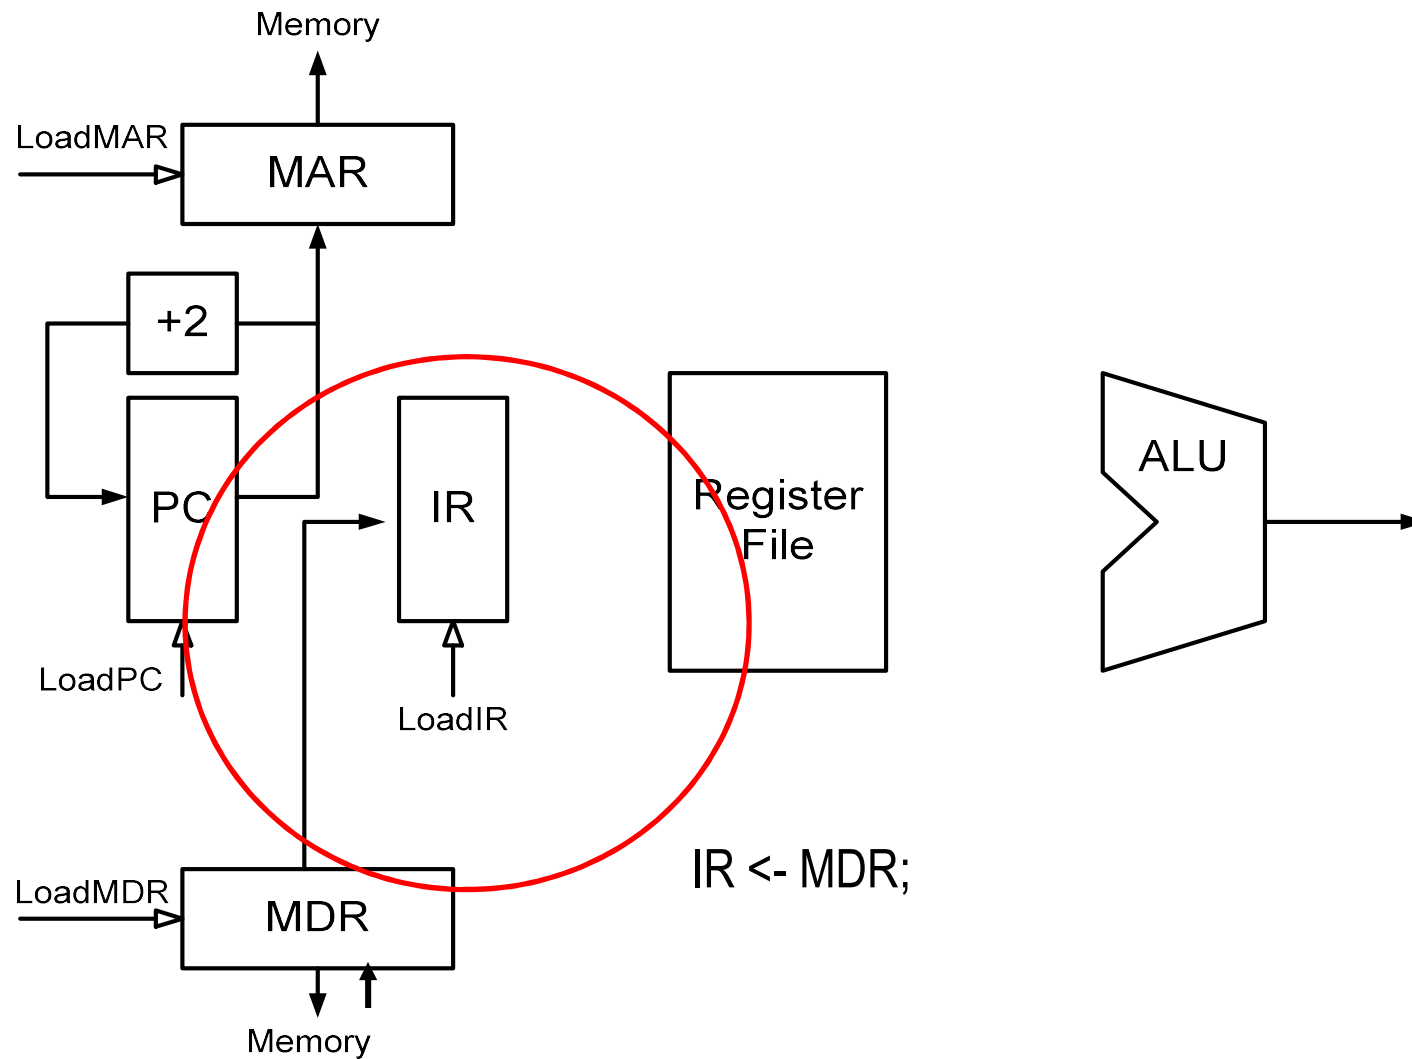 Memory
LoadMAR
MAR
+2
PC
IR
Register
File
ALU
LoadPC
LoadIR
IR <- MDR;
LoadMDR
MDR
Memory